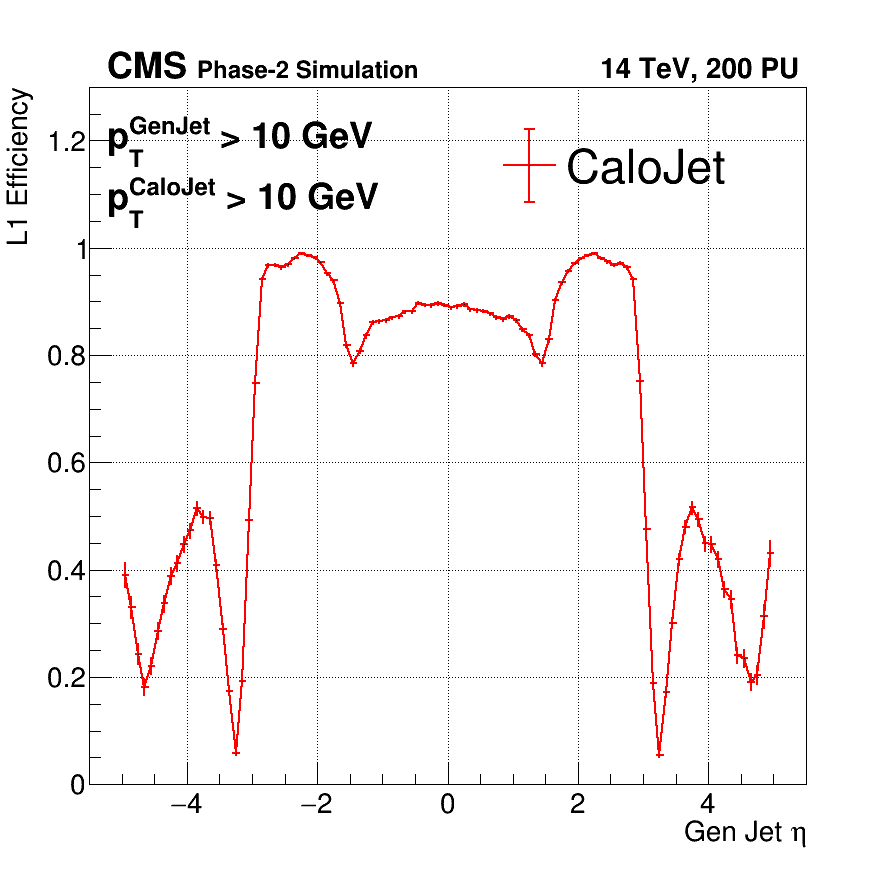 CMS Phase-2 Simulation 14 TeV, 200 PU
L1 Efficiency
p_T^GenJet > 10 GeV
p_T^CaloJet > 10 GeV
CaloJet
1.2
1
0.8
0.6
0.4
0.2
0
−4 −2 0 2 4
Gen Jet η